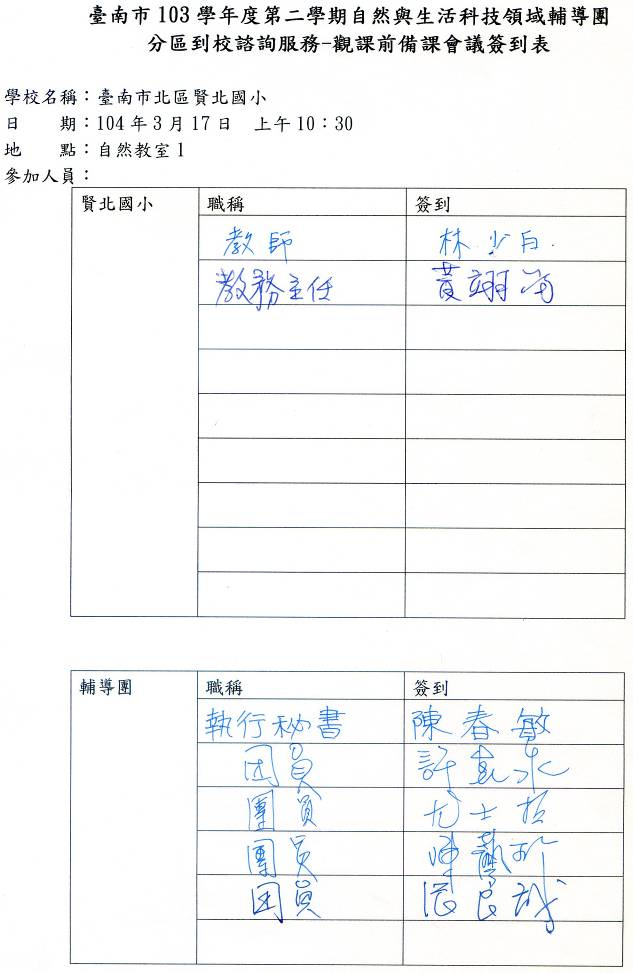 臺南市 103 學年度第二學期自然與生活科技領域輔導團
分區到校諮詢服務-觀課前備課會議簽到表
學校名稱：臺南市北區賢北國小
日　　期：104 年 3 月 17 日　上午 10：30
地　　點：自然教室 1
參加人員：
賢北國小 職稱 簽到
教師 林少白
教務主任 黃翊
輔導團 職稱 簽到
執行秘書 陳春敏
团員 許水
團員 尤士哲
團員 陳
团員 良